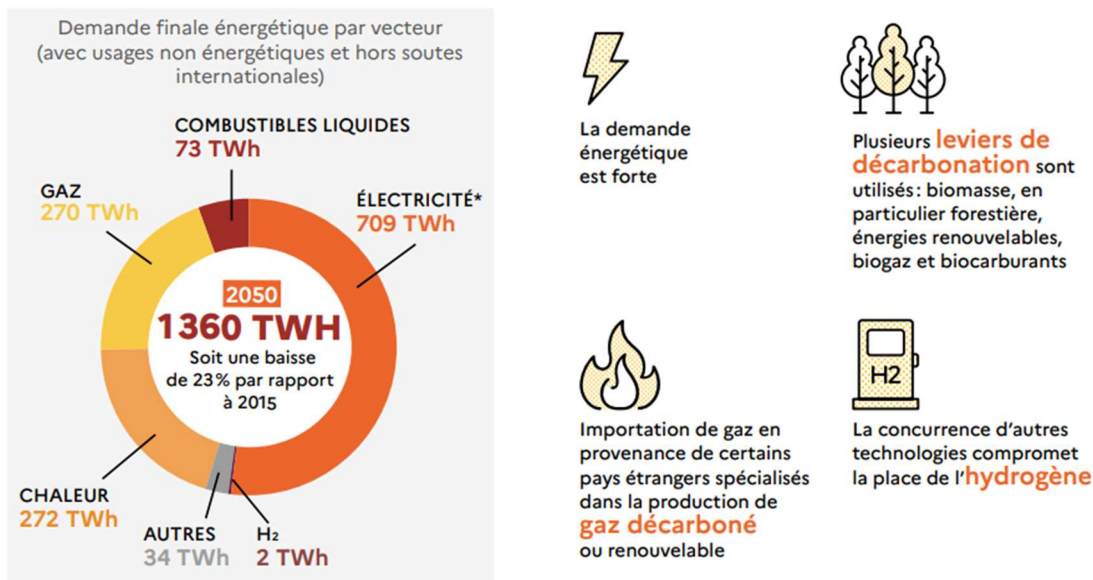 Demande finale énergétique par vecteur
(avec usages non énergétiques et hors soutes
internationales)
COMBUSTIBLES LIQUIDES
73 TWh
GAZ
270 TWh
ÉLECTRICITÉ*
709 TWh
2050
1360 TWH
Soit une baisse
de 23% par rapport
à 2015
CHALEUR
272 TWh
AUTRES
34 TWh
H₂
2 TWh
La demande
énergétique
est forte
Plusieurs leviers de
décarbonation sont
utilisés : biomasse, en
particulier forestière,
énergies renouvelables,
biogaz et biocarburants
Importation de gaz en
provenance de certains
pays étrangers spécialisés
dans la production de
gaz décarboné
ou renouvelable
H2
La concurrence d'autres
technologies compromet
la place de l'hydrogène